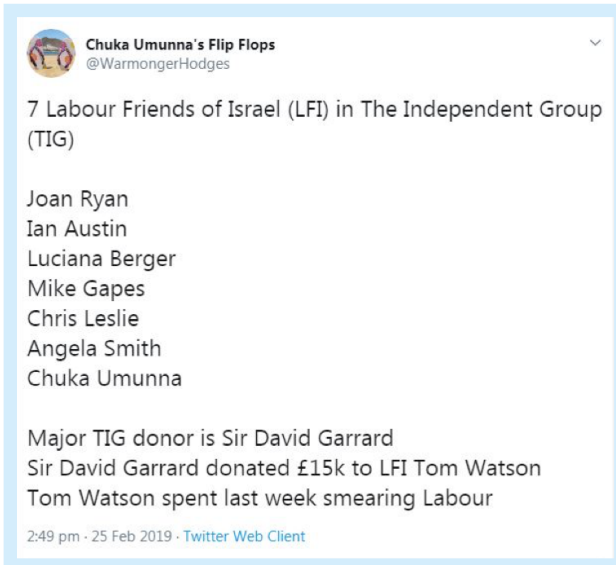 Chuka Umunna's Flip Flops
@WarmongerHodges
7 Labour Friends of Israel (LFI) in The Independent Group
(TIG)
Joan Ryan
Ian Austin
Luciana Berger
Mike Gapes
Chris Leslie
Angela Smith
Chuka Umunna
Major TIG donor is Sir David Garrard
Sir David Garrard donated £15k to LFI Tom Watson
Tom Watson spent last week smearing Labour
2:49 pm · 25 Feb 2019 · Twitter Web Client